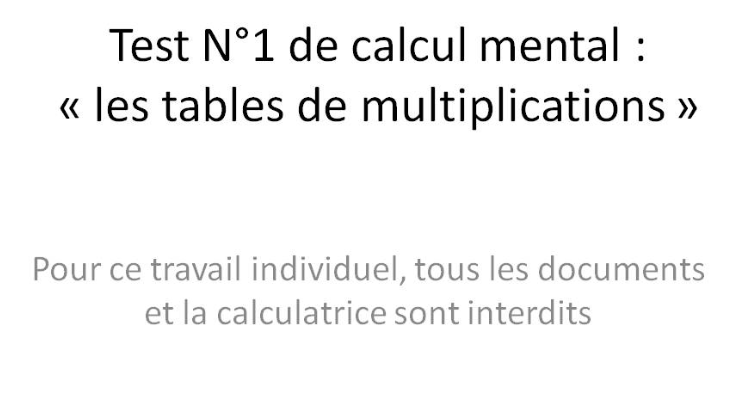 Test N°1 de calcul mental :
« les tables de multiplications »
Pour ce travail individuel, tous les documents
et la calculatrice sont interdits